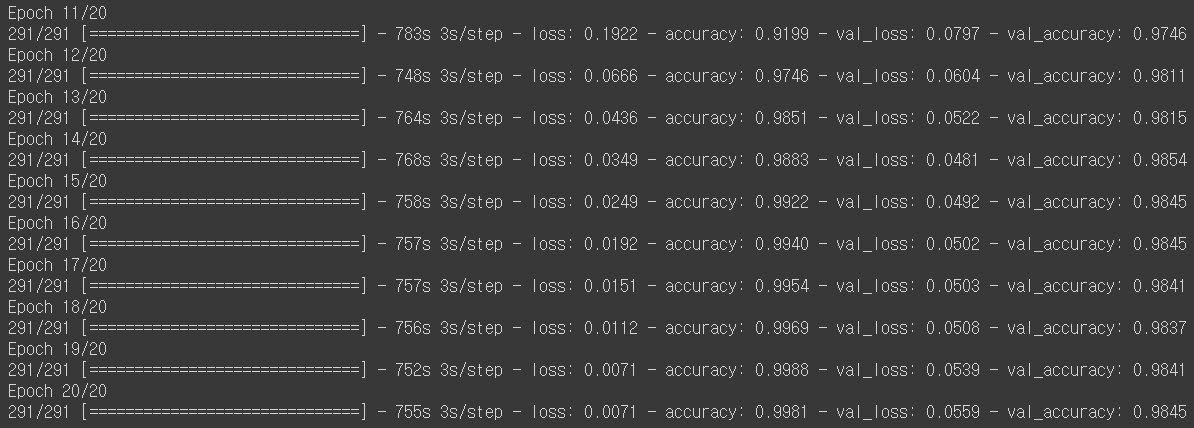 Epoch 11/20
291/291 [==============================] - 783s 3s/step - loss: 0.1922 - accuracy: 0.9199 - val_loss: 0.0797 - val_accuracy: 0.9746
Epoch 12/20
291/291 [==============================] - 748s 3s/step - loss: 0.0666 - accuracy: 0.9746 - val_loss: 0.0604 - val_accuracy: 0.9811
Epoch 13/20
291/291 [==============================] - 764s 3s/step - loss: 0.0436 - accuracy: 0.9851 - val_loss: 0.0522 - val_accuracy: 0.9815
Epoch 14/20
291/291 [==============================] - 768s 3s/step - loss: 0.0349 - accuracy: 0.9883 - val_loss: 0.0481 - val_accuracy: 0.9854
Epoch 15/20
291/291 [==============================] - 758s 3s/step - loss: 0.0249 - accuracy: 0.9922 - val_loss: 0.0492 - val_accuracy: 0.9845
Epoch 16/20
291/291 [==============================] - 757s 3s/step - loss: 0.0192 - accuracy: 0.9940 - val_loss: 0.0502 - val_accuracy: 0.9845
Epoch 17/20
291/291 [==============================] - 757s 3s/step - loss: 0.0151 - accuracy: 0.9954 - val_loss: 0.0503 - val_accuracy: 0.9841
Epoch 18/20
291/291 [==============================] - 756s 3s/step - loss: 0.0112 - accuracy: 0.9969 - val_loss: 0.0508 - val_accuracy: 0.9837
Epoch 19/20
291/291 [==============================] - 752s 3s/step - loss: 0.0071 - accuracy: 0.9988 - val_loss: 0.0539 - val_accuracy: 0.9841
Epoch 20/20
291/291 [==============================] - 755s 3s/step - loss: 0.0071 - accuracy: 0.9981 - val_loss: 0.0559 - val_accuracy: 0.9845